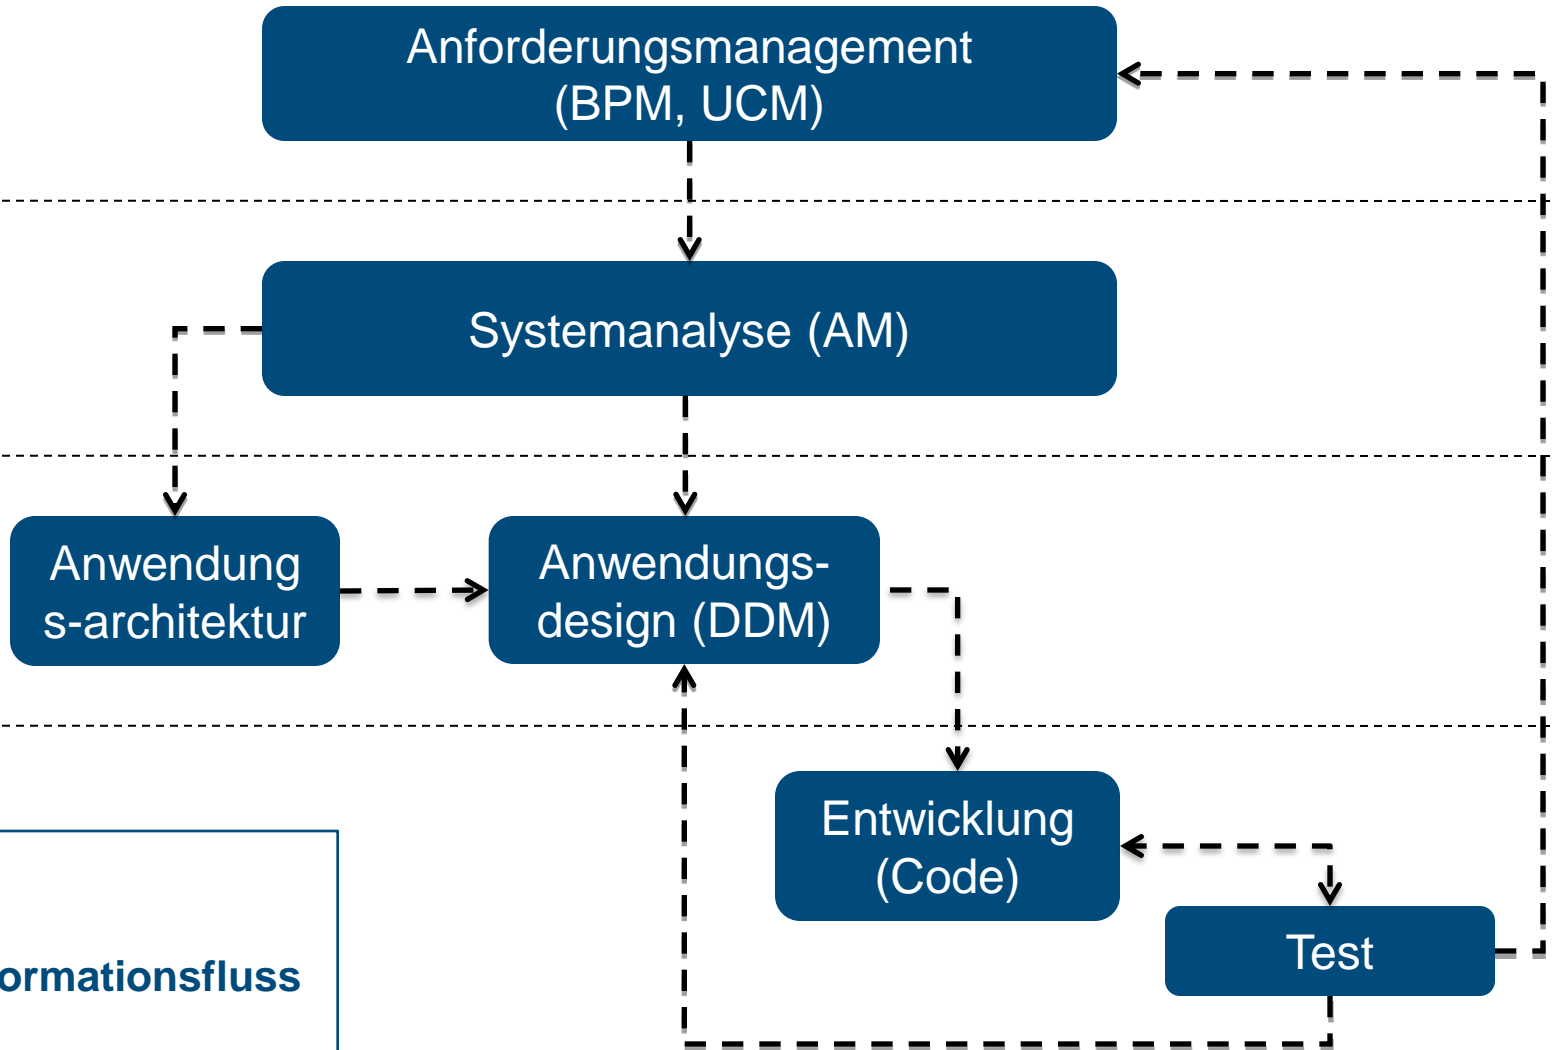 Anforderungsmanagement
(BPM, UCM)
Systemanalyse (AM)
Anwendung
s-architektur
Anwendungs-
design (DDM)
Entwicklung
(Code)
Test
ormationsfluss